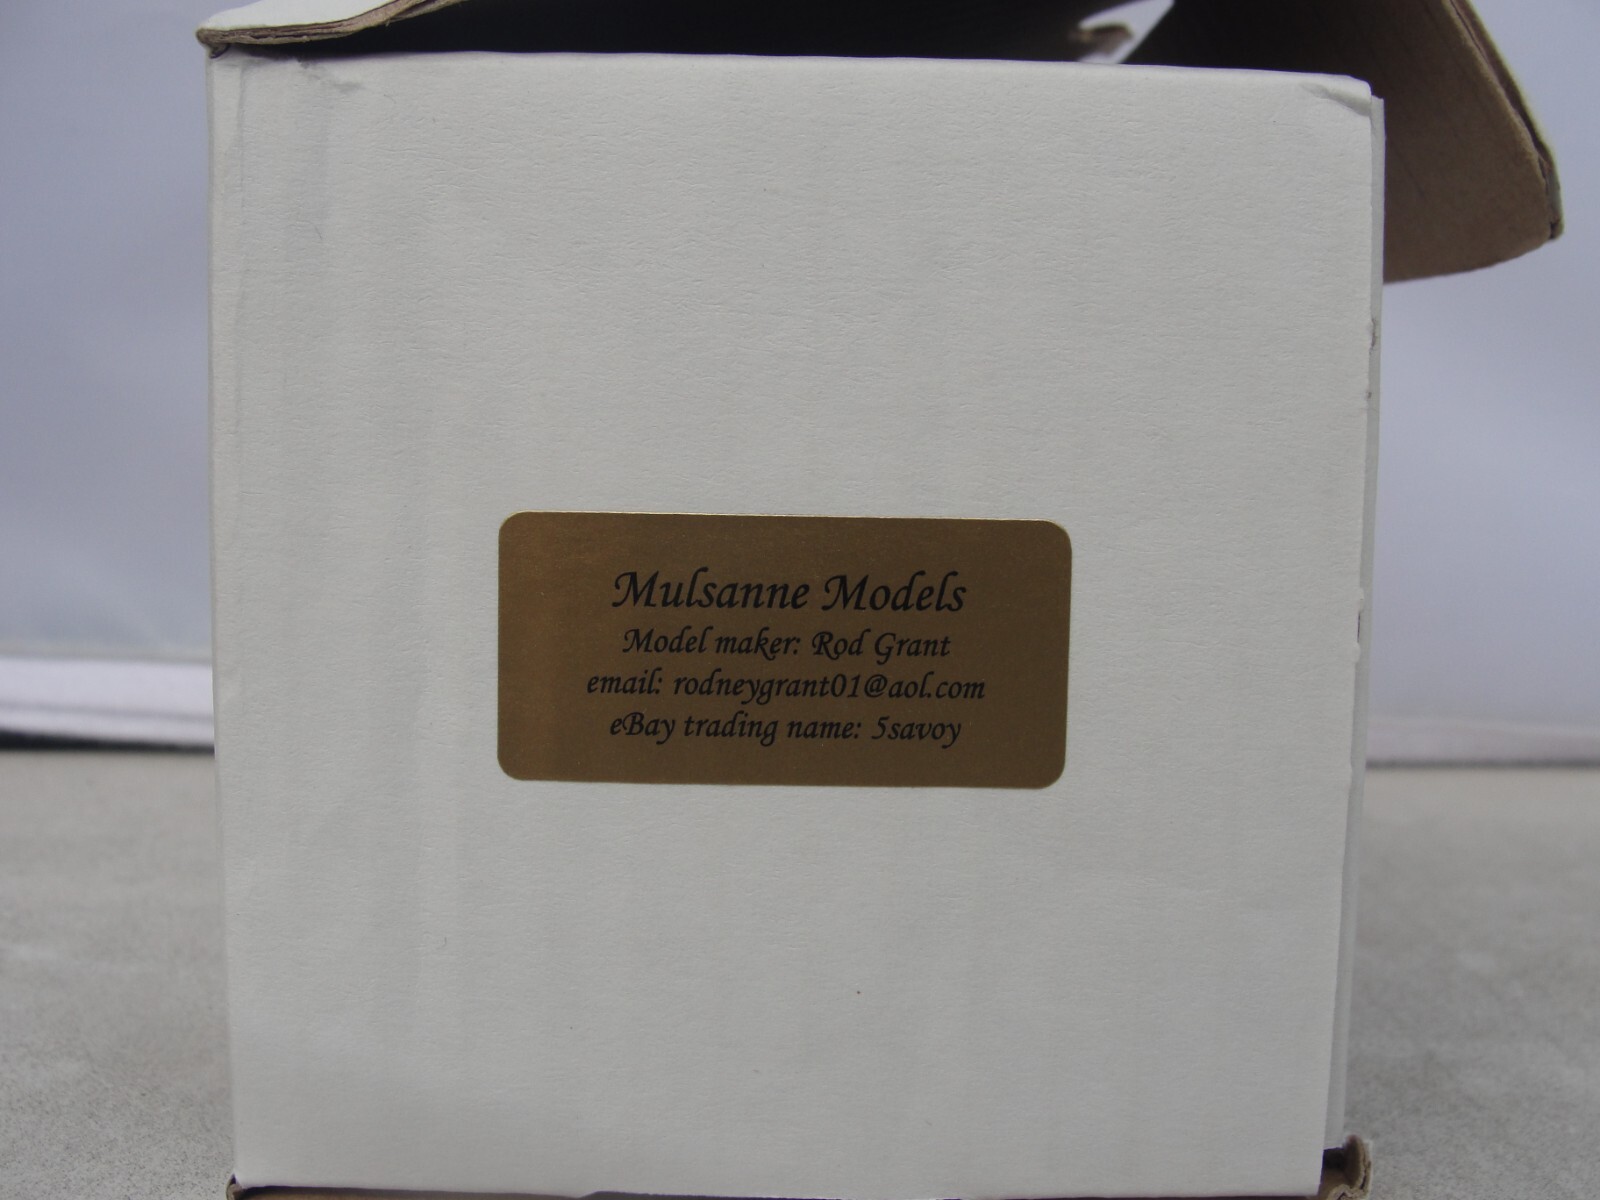 Mulsanne Models
Model maker: Rod Grant
email: rodneygrant01@aol.com
eBay trading name: 5savoy